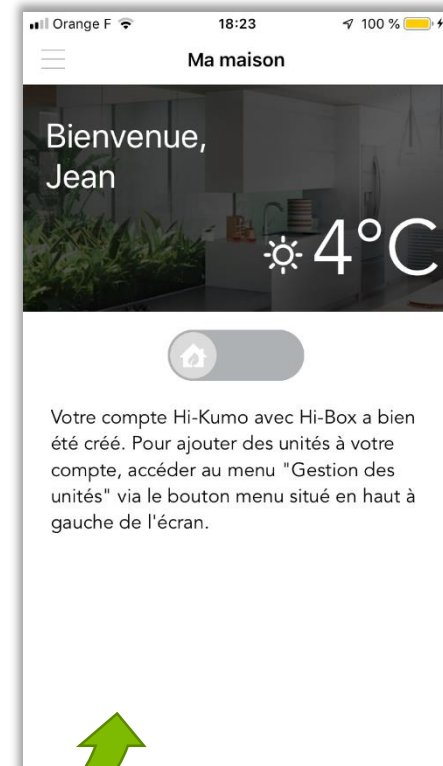 Orange F 18:23 100 %
Ma maison
Bienvenue,
Jean
4°C
Votre compte Hi-Kumo avec Hi-Box a bien
été créé. Pour ajouter des unités à votre
compte, accéder au menu "Gestion des
unités" via le bouton menu situé en haut à
gauche de l'écran.